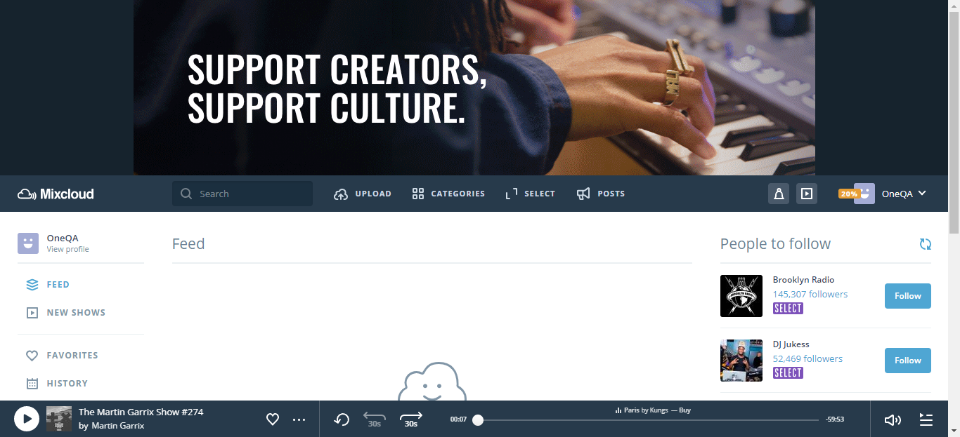 SUPPORT CREATORS,
SUPPORT CULTURE.
Mixcloud
Search
UPLOAD
CATEGORIES
SELECT
POSTS
20%
OneQA
OneQA
View profile
FEED
NEW SHOWS
FAVORITES
HISTORY
Feed
People to follow
Brooklyn Radio
145,307 followers
SELECT
Follow
DJ Jukess
52,469 followers
SELECT
Follow
The Martin Garrix Show #274
by Martin Garrix
30s
30s
00:07
Paris by Kungs — Buy
-59:53